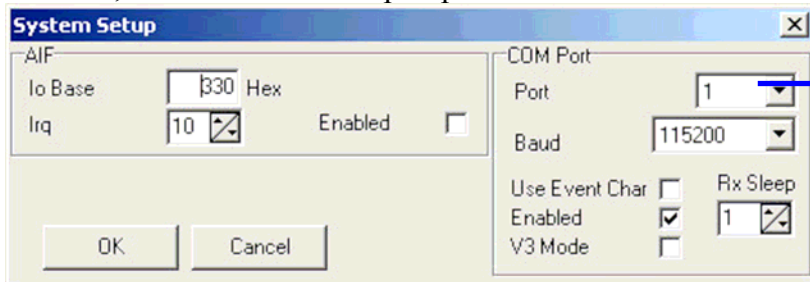 System Setup
AIF
Io Base 330 Hex
Irq 10 Enabled
COM Port
Port 1
Baud 115200
Use Event Char Rx Sleep
Enabled 1
V3 Mode
OK Cancel